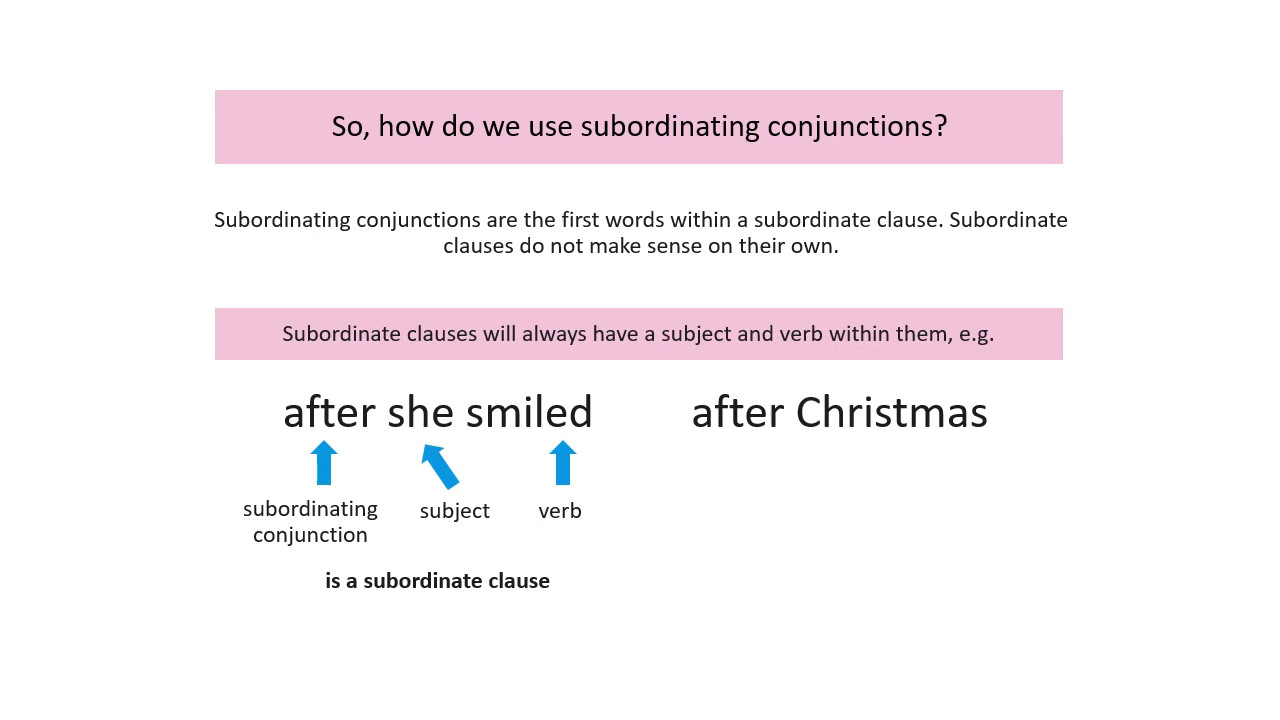 So, how do we use subordinating conjunctions?
Subordinating conjunctions are the first words within a subordinate clause. Subordinate
clauses do not make sense on their own.
Subordinate clauses will always have a subject and verb within them, e.g.
after she smiled
after Christmas
subordinating
conjunction
subject
verb
is a subordinate clause